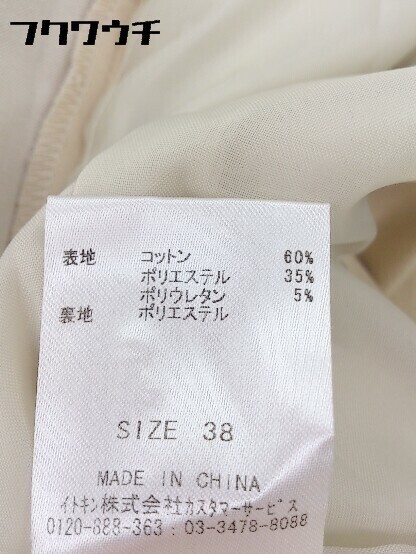 フクワウチ
表地 コットン 60%
ポリエステル 35%
ポリウレタン 5%
裏地 ポリエステル
SIZE 38
MADE IN CHINA
イトキン株式会社カスタマーサービス
0120-888-363 : 03-3478-8088